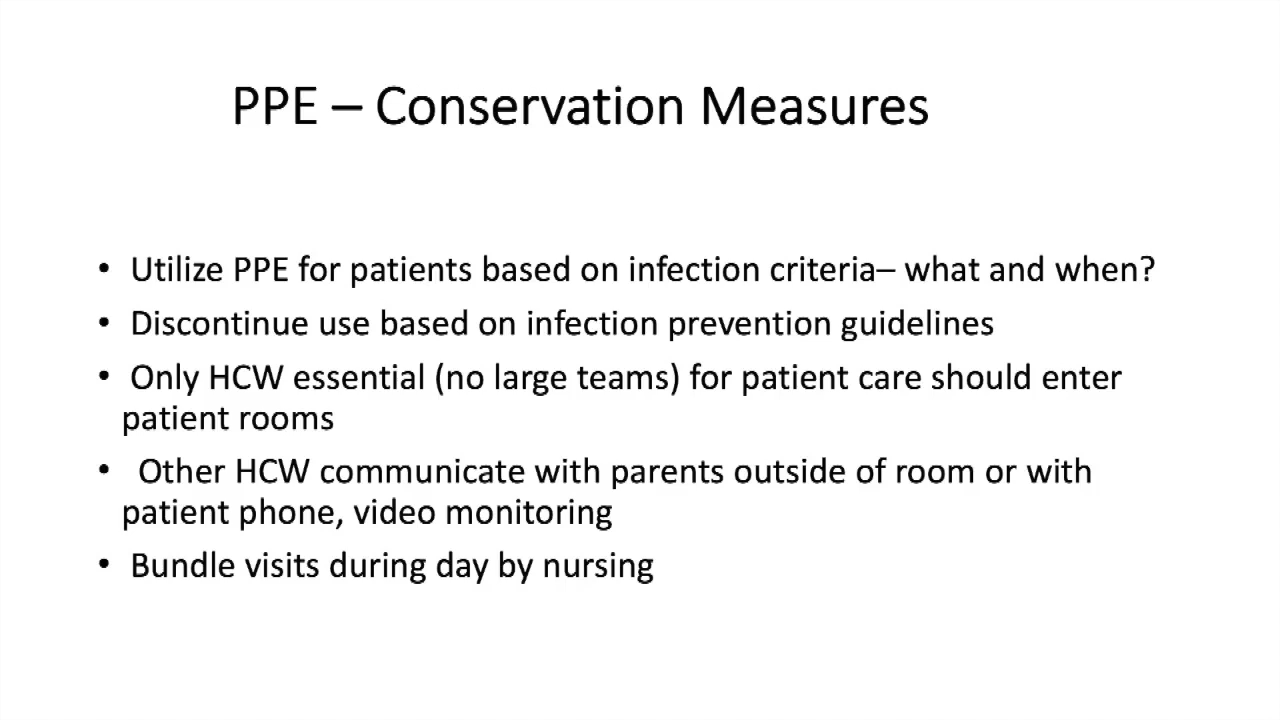 PPE – Conservation Measures
• Utilize PPE for patients based on infection criteria– what and when?
• Discontinue use based on infection prevention guidelines
• Only HCW essential (no large teams) for patient care should enter
patient rooms
• Other HCW communicate with parents outside of room or with
patient phone, video monitoring
• Bundle visits during day by nursing